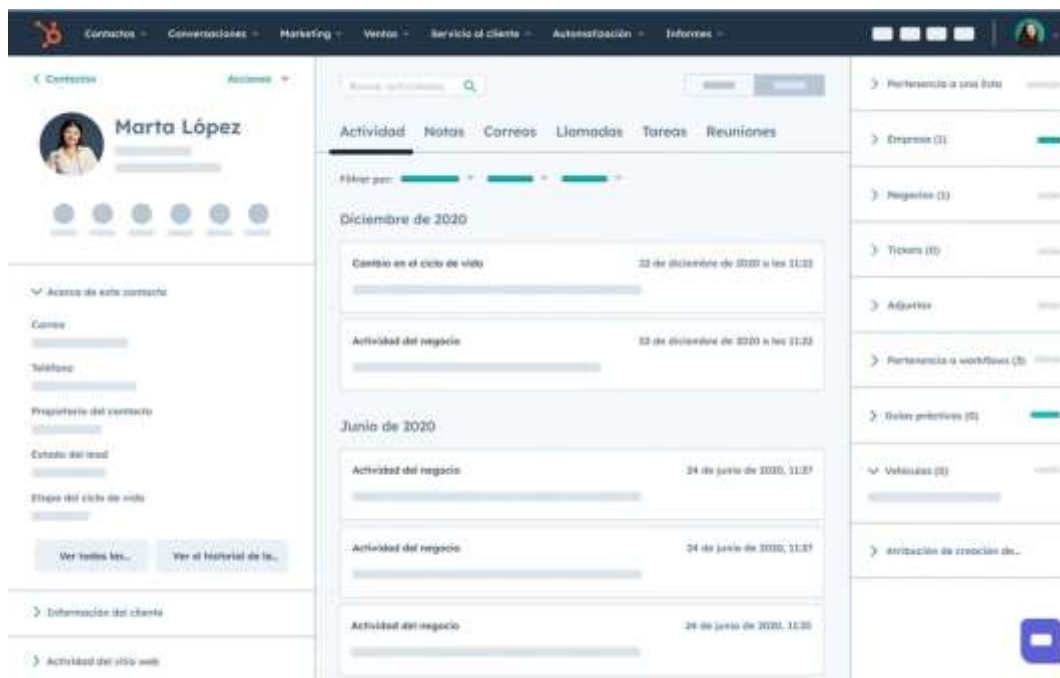 Contactos
Conversaciones
Marketing
Ventas
Servicio al cliente
Automatización
Informes
< Contactos
Acciones
Marta López
Acerca de este contacto
Correo
Teléfono
Propietario del contacto
Estado del lead
Etapa del ciclo de vida
Ver todas las...
Ver el historial de la...
Información del cliente
Actividad del sitio web
Buscar actividades
Actividad
Notas
Correos
Llamadas
Tareas
Reuniones
Filtrar por:
Diciembre de 2020
Cambio en el ciclo de vida
22 de diciembre de 2020 a las 11:22
Actividad del negocio
22 de diciembre de 2020 a las 11:22
Junio de 2020
Actividad del negocio
24 de junio de 2020, 11:37
Actividad del negocio
24 de junio de 2020, 11:37
Actividad del negocio
24 de junio de 2020, 11:35
Pertenencia a una lista
Empresa (1)
Negocios (1)
Tickets (0)
Adjuntos
Pertenencia a workflows (3)
Guías prácticas (0)
Vehículos (0)
Atribución de creación de...